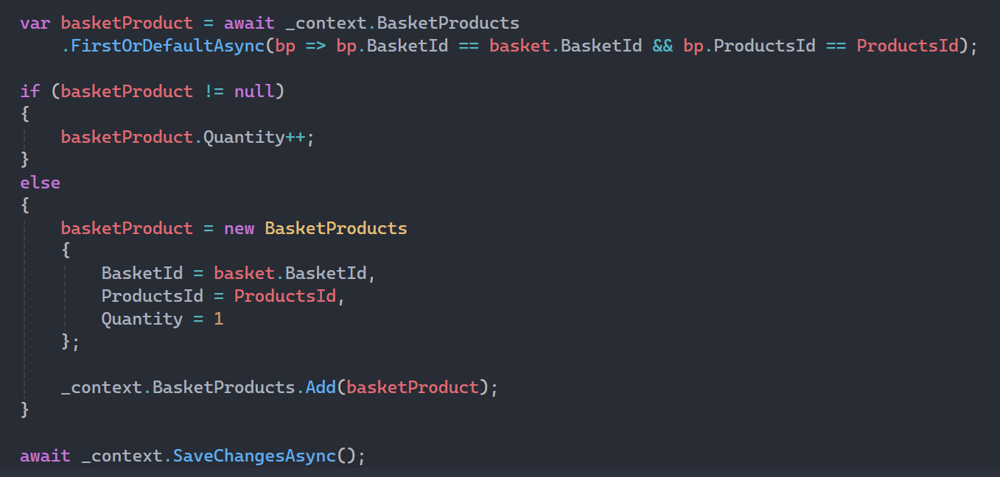 var basketProduct = await _context.BasketProducts
    .FirstOrDefaultAsync(bp => bp.BasketId == basket.BasketId && bp.ProductsId == ProductsId);

if (basketProduct != null)
{
    basketProduct.Quantity++;
}
else
{
    basketProduct = new BasketProducts
    {
        BasketId = basket.BasketId,
        ProductsId = ProductsId,
        Quantity = 1
    };

    _context.BasketProducts.Add(basketProduct);
}

await _context.SaveChangesAsync();